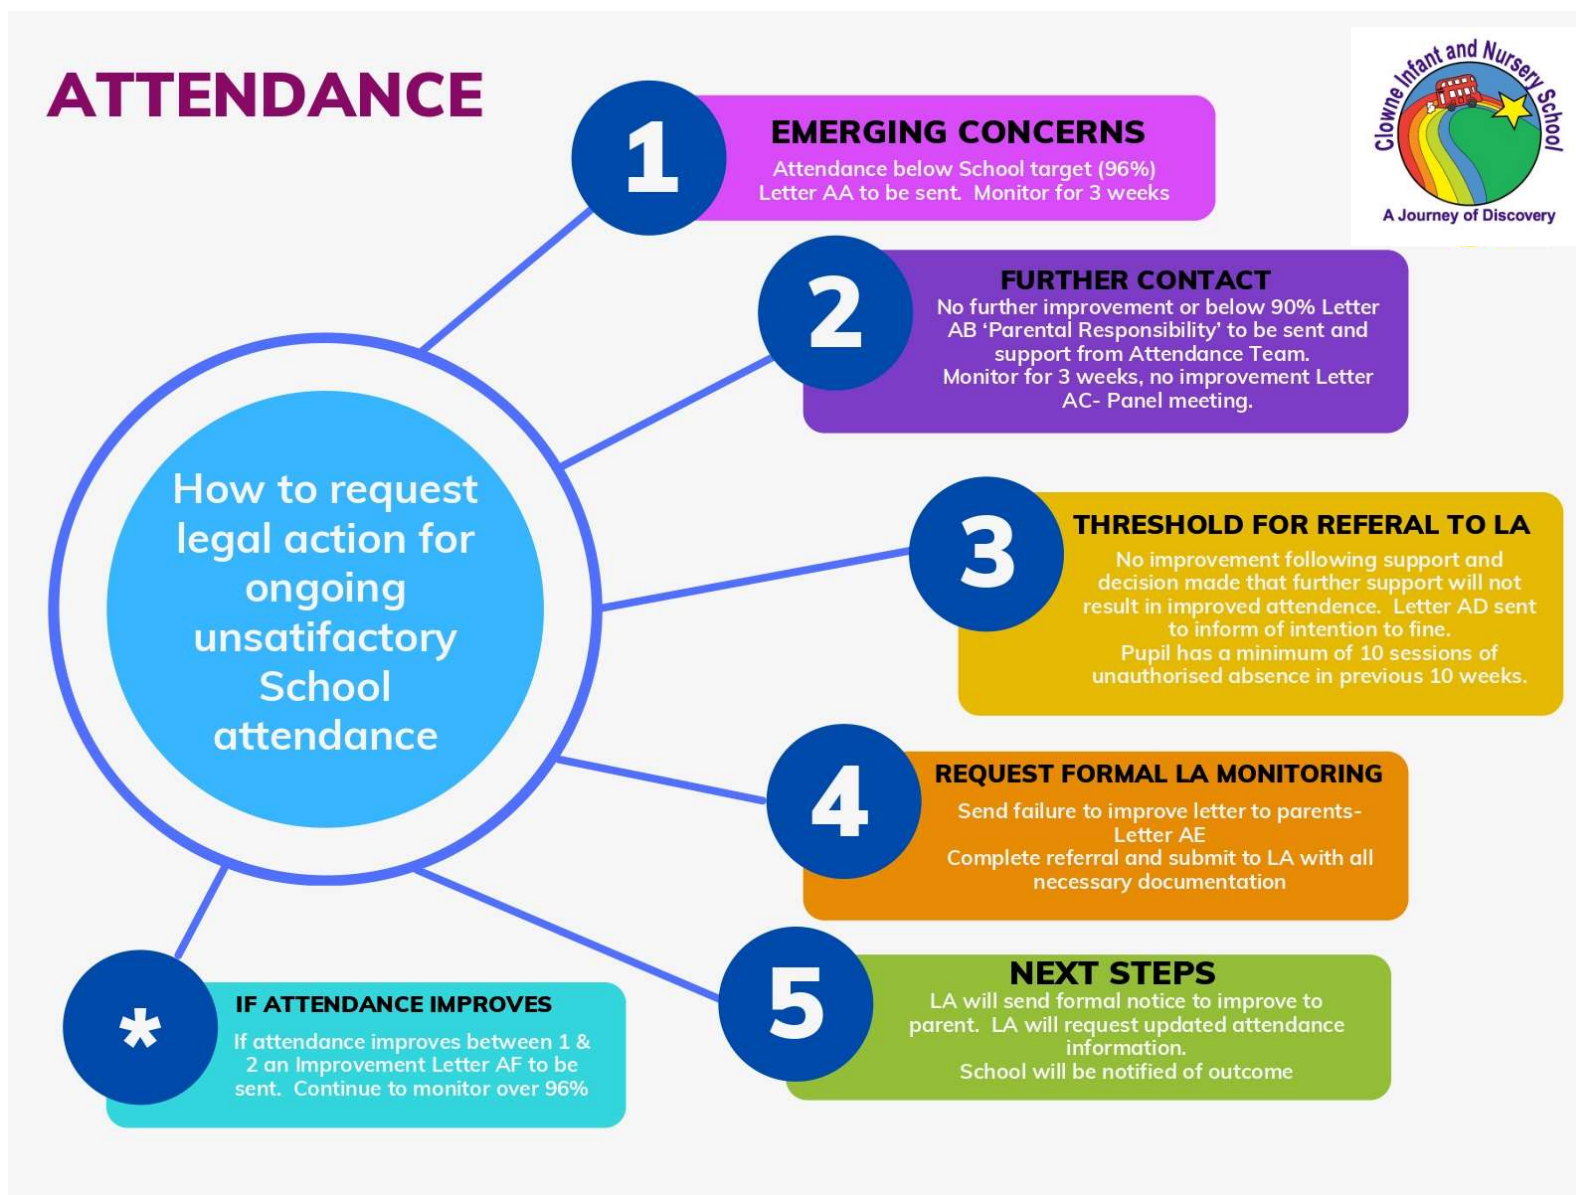 ATTENDANCE
Clowne Infant and Nursery School
A Journey of Discovery
How to request
legal action for
ongoing
unsatifactory
School
attendance
1
EMERGING CONCERNS
Attendance below School target (96%)
Letter AA to be sent.  Monitor for 3 weeks
2
FURTHER CONTACT
No further improvement or below 90% Letter
AB ‘Parental Responsibility’ to be sent and
support from Attendance Team.
Monitor for 3 weeks, no improvement Letter
AC- Panel meeting.
3
THRESHOLD FOR REFERAL TO LA
No improvement following support and
decision made that further support will not
result in improved attendence.  Letter AD sent
to inform of intention to fine.
Pupil has a minimum of 10 sessions of
unauthorised absence in previous 10 weeks.
4
REQUEST FORMAL LA MONITORING
Send failure to improve letter to parents-
Letter AE
Complete referral and submit to LA with all
necessary documentation
5
NEXT STEPS
LA will send formal notice to improve to
parent.  LA will request updated attendance
information.
School will be notified of outcome
*
IF ATTENDANCE IMPROVES
If attendance improves between 1 &
2 an Improvement Letter AF to be
sent.  Continue to monitor over 96%